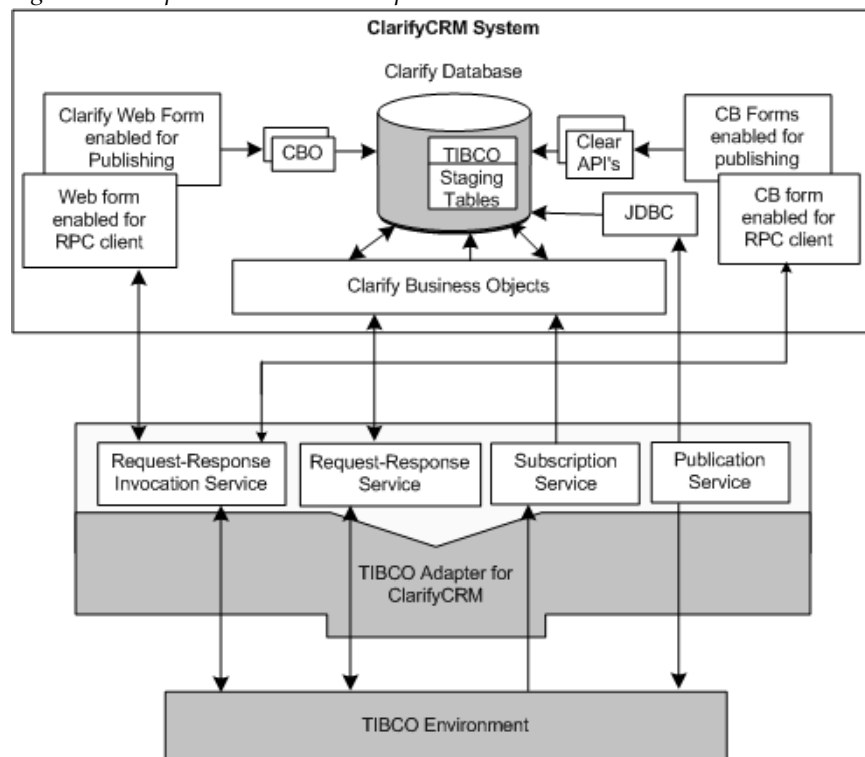 ClarifyCRM System
Clarify Database
Clarify Web Form
enabled for
Publishing
CBO
TIBCO
Staging
Tables
Clear
API's
CB Forms
enabled for
publishing
Web form
enabled for
RPC client
JDBC
CB form
enabled for
RPC client
Clarify Business Objects
Request-Response
Invocation Service
Request-Response
Service
Subscription
Service
Publication
Service
TIBCO Adapter for
ClarifyCRM
TIBCO Environment